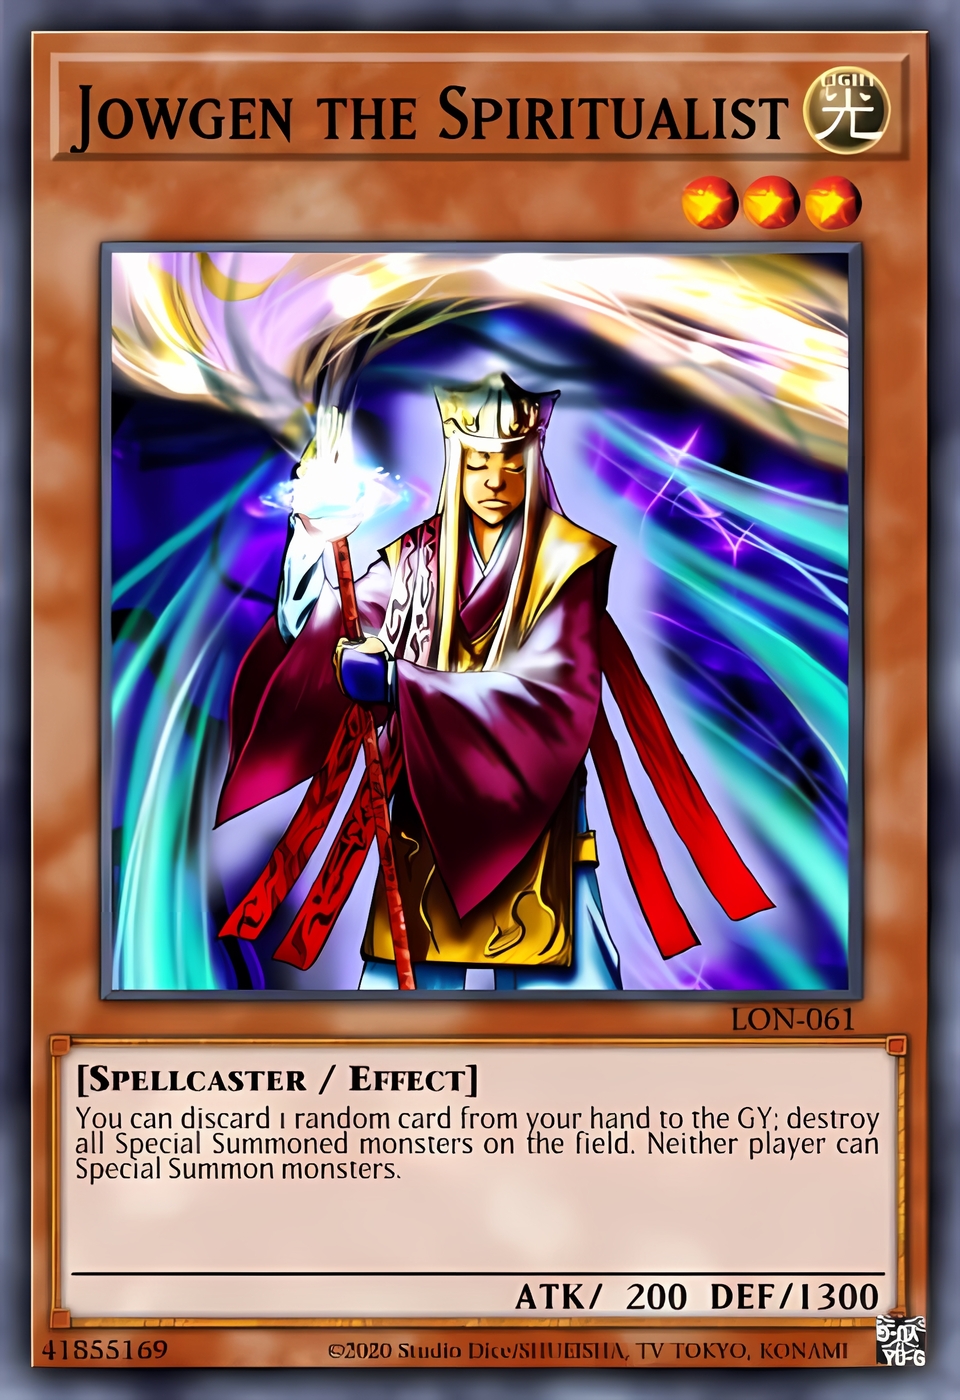 Jowgen the Spiritualist
光
LON-061
[Spellcaster / Effect]
You can discard 1 random card from your hand to the GY; destroy
all Special Summoned monsters on the field. Neither player can
Special Summon monsters.
ATK/ 200 DEF/1300
41855169
©2020 Studio Dice/SHUEISHA, TV TOKYO, KONAMI